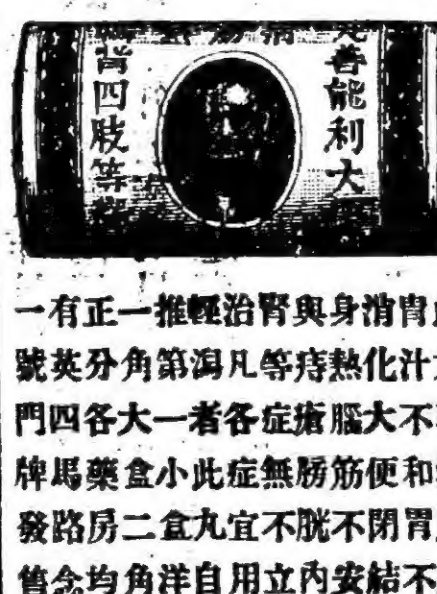 善能利大
四肢等
胃汁不和胃不
消化大便閉結
身熱腦筋不安
與痔瘡膀胱內
腎等症無不立
治凡各症宜用
輕瀉者此丸自
推第一小盒洋
一角大盒二角
正分各藥房均
有英四馬路念
一號門牌發售